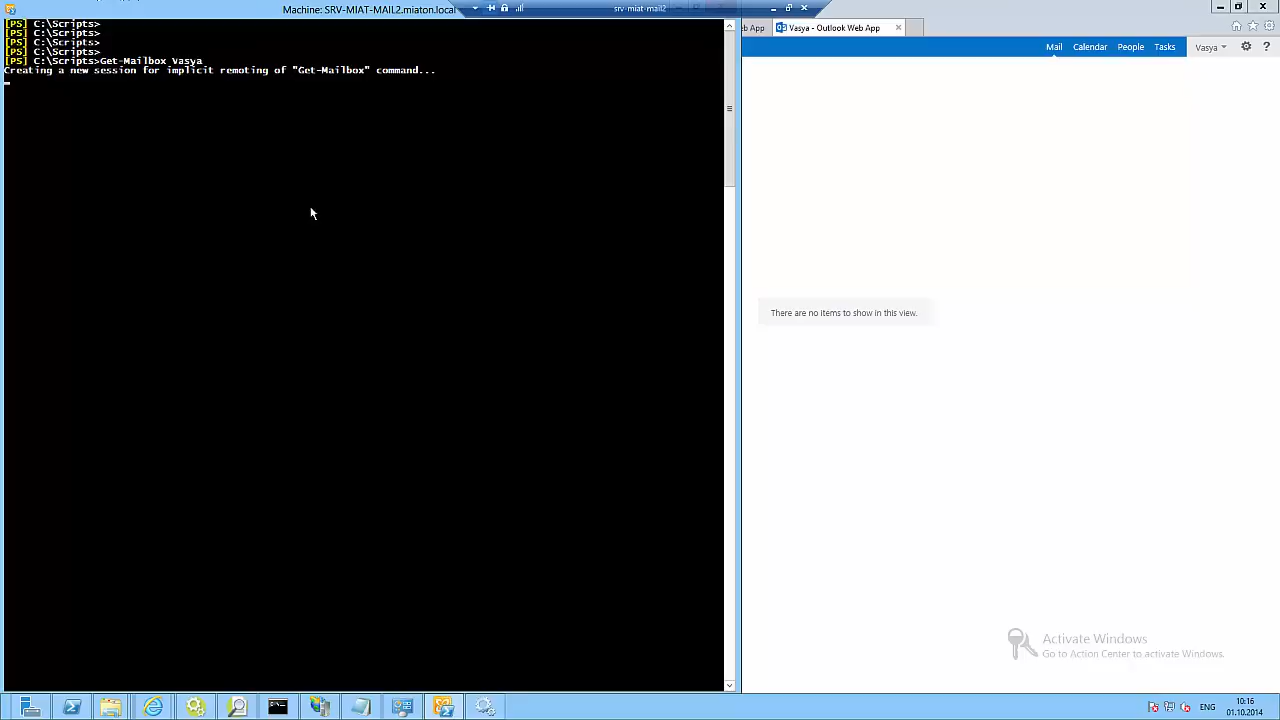 Machine: SRV-MIAT-MAIL2.miaton.local
srv-miat-mail2
[PS] C:\Scripts>
[PS] C:\Scripts>
[PS] C:\Scripts>
[PS] C:\Scripts>
[PS] C:\Scripts>Get-Mailbox Vasya
Creating a new session for implicit remoting of "Get-Mailbox" command...
b App
Vasya - Outlook Web App
Mail Calendar People Tasks
Vasya
There are no items to show in this view.
Activate Windows
Go to Action Center to activate Windows.
ENG
10:16
01.10.2014